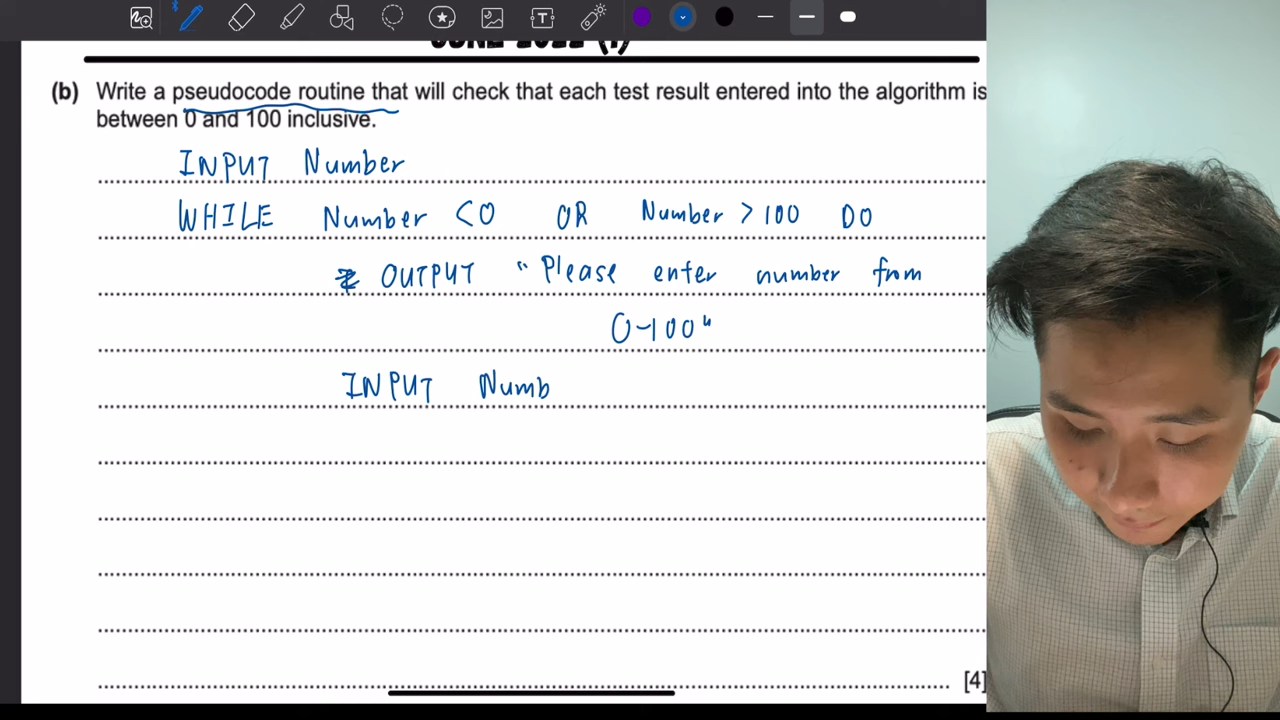 (b) Write a pseudocode routine that will check that each test result entered into the algorithm is
between 0 and 100 inclusive.
INPUT Number
WHILE Number <0 OR Number > 100 DO
OUTPUT "Please enter number from
0-100"
INPUT Numb
[4]